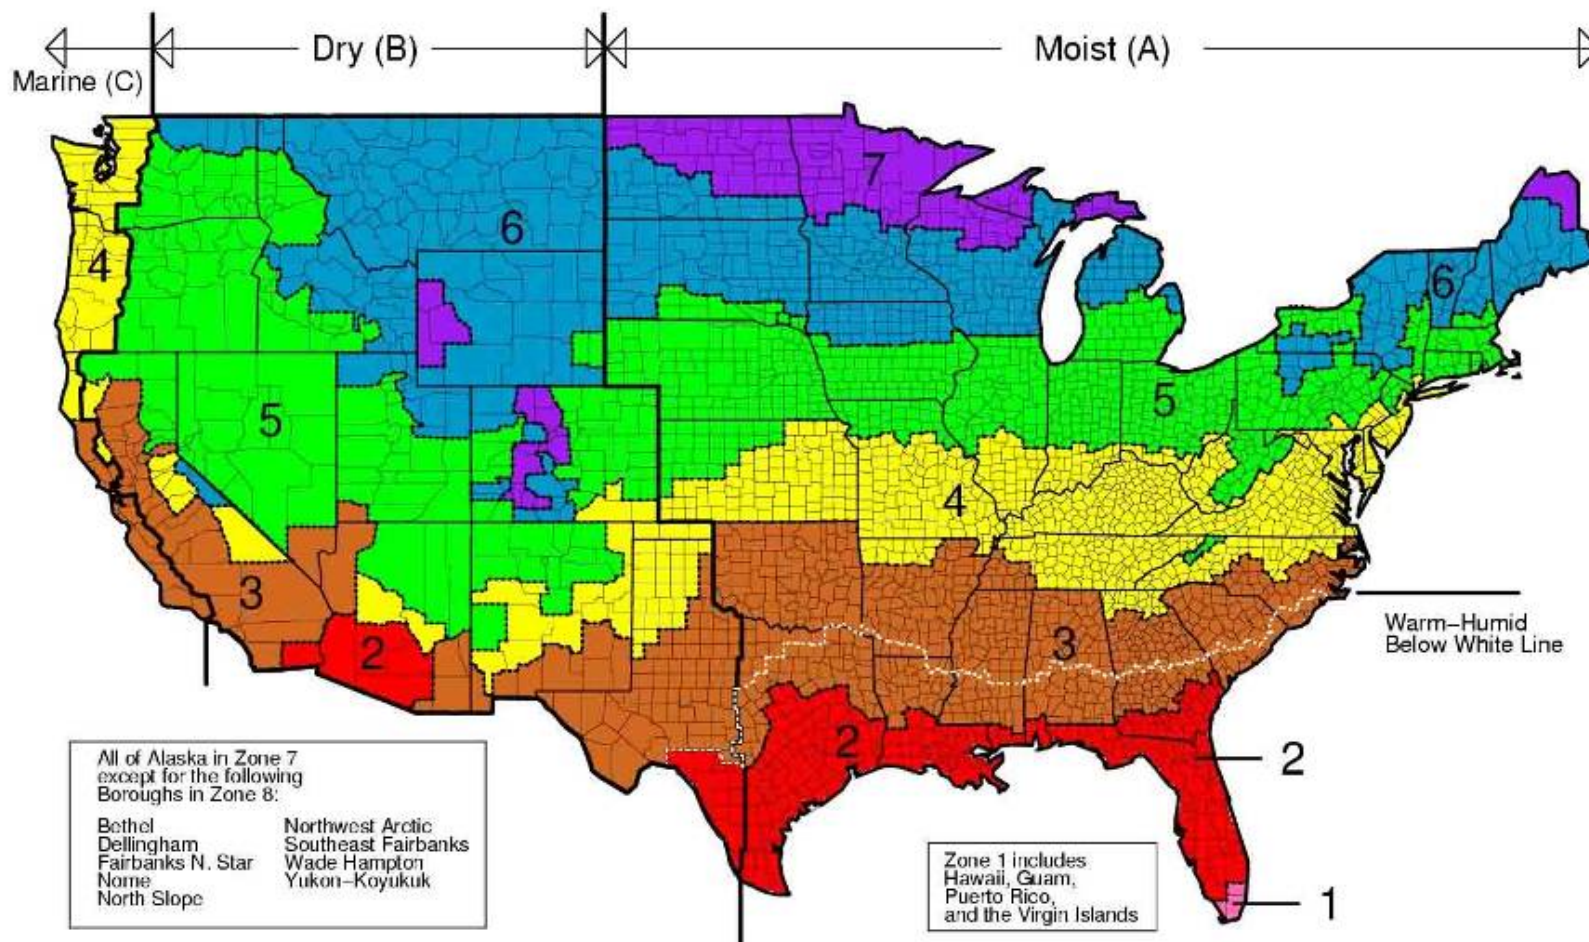 Marine (C)
Dry (B)
Moist (A)
7
6
4
6
5
5
4
3
3
Warm-Humid
Below White Line
2
2
2
1
All of Alaska in Zone 7
except for the following
Boroughs in Zone 8:
Bethel
Dellingham
Fairbanks N. Star
Nome
North Slope
Northwest Arctic
Southeast Fairbanks
Wade Hampton
Yukon-Koyukuk
Zone 1 includes
Hawaii, Guam,
Puerto Rico,
and the Virgin Islands